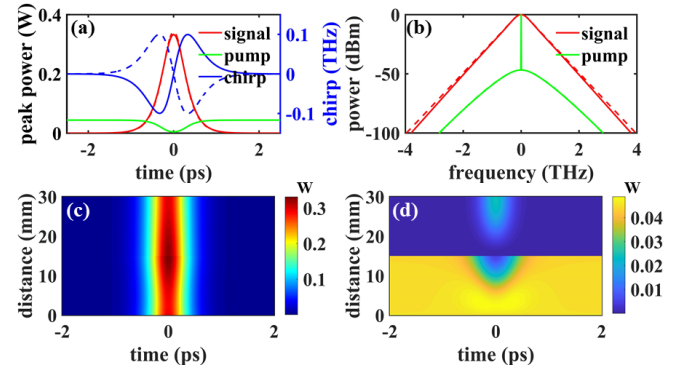 (a)
signal
pump
chirp
peak power (W)
0.4
0.2
0
chirp (THz)
0.1
0
-0.1
-2
0
2
time (ps)
(b)
signal
pump
power (dBm)
0
-50
-100
-4
-2
0
2
4
frequency (THz)
(c)
W
distance (mm)
30
20
10
0
0.3
0.2
0.1
-2
0
2
time (ps)
(d)
W
distance (mm)
30
20
10
0
0.04
0.03
0.02
0.01
-2
0
2
time (ps)